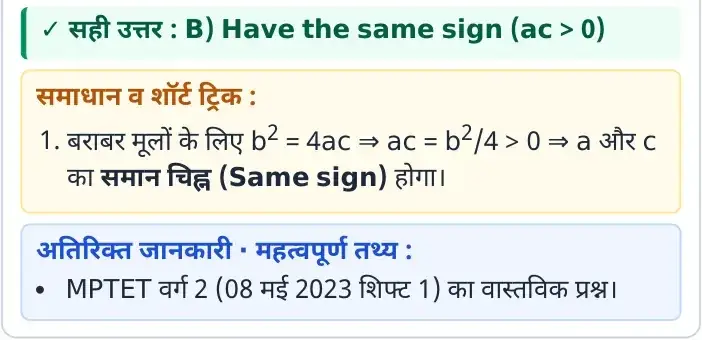 ✓ सही उत्तर : B) Have the same sign (ac > 0)
समाधान व शॉर्ट ट्रिक :
1. बराबर मूलों के लिए b² = 4ac ⇒ ac = b²/4 > 0 ⇒ a और c
का समान चिह्न (Same sign) होगा।
अतिरिक्त जानकारी · महत्वपूर्ण तथ्य :
• MPTET वर्ग 2 (08 मई 2023 शिफ्ट 1) का वास्तविक प्रश्न।